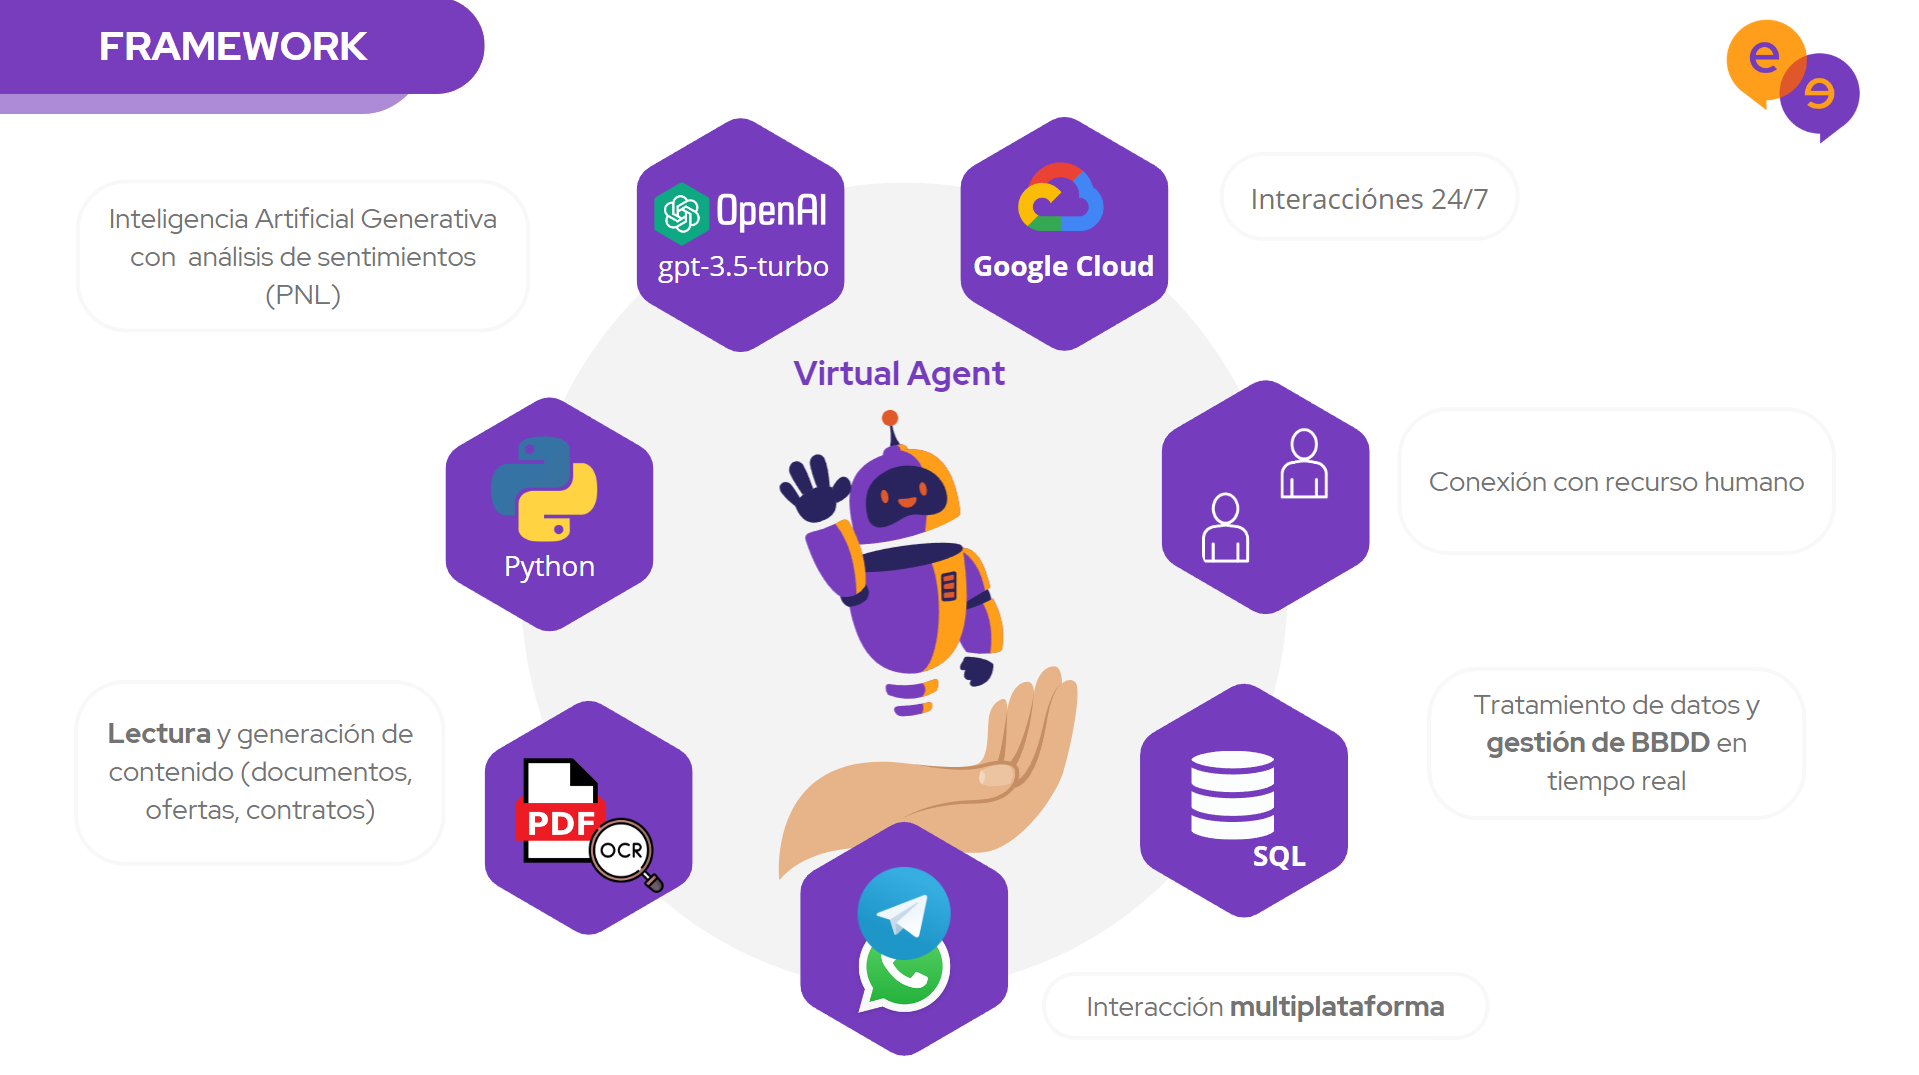 FRAMEWORK
e
e
Inteligencia Artificial Generativa
con análisis de sentimientos
(PNL)
OpenAI
gpt-3.5-turbo
Google Cloud
Interacciónes 24/7
Virtual Agent
Python
Conexión con recurso humano
Lectura y generación de
contenido (documentos,
ofertas, contratos)
PDF
OCR
SQL
Tratamiento de datos y
gestión de BBDD en
tiempo real
Interacción multiplataforma